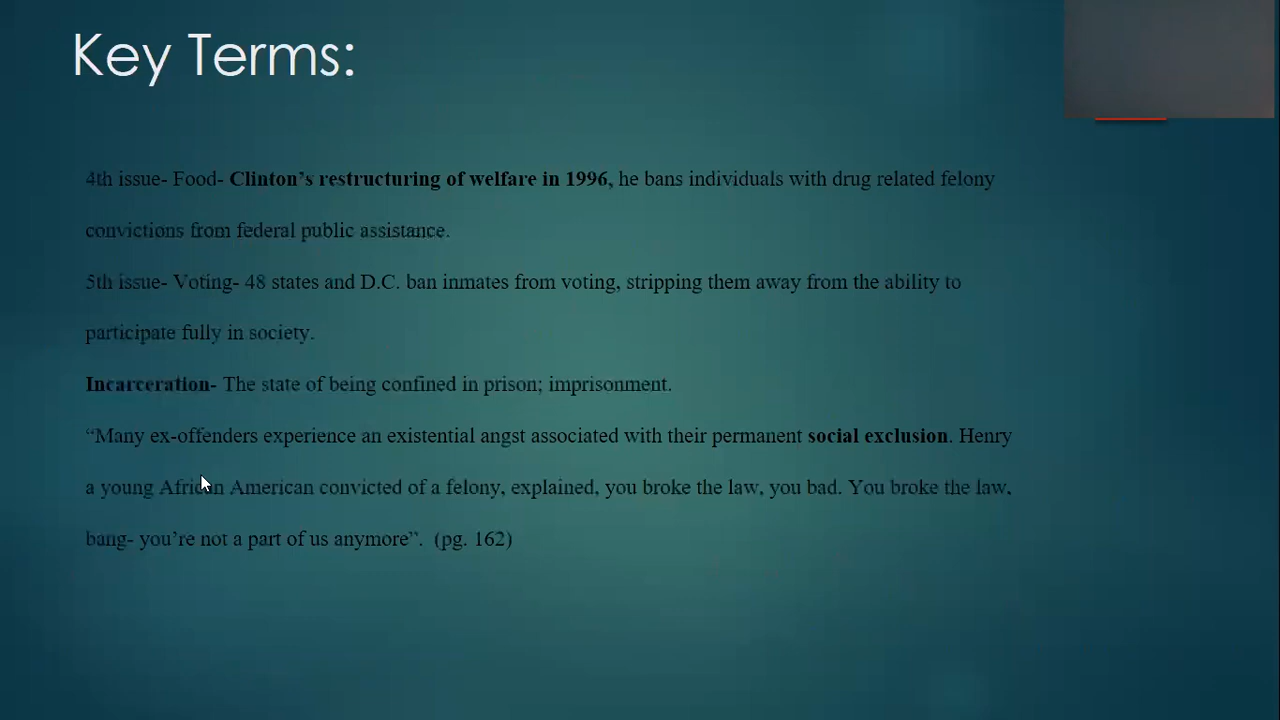 Key Terms:
4th issue- Food- Clinton’s restructuring of welfare in 1996, he bans individuals with drug related felony
convictions from federal public assistance.
5th issue- Voting- 48 states and D.C. ban inmates from voting, stripping them away from the ability to
participate fully in society.
Incarceration- The state of being confined in prison; imprisonment.
“Many ex-offenders experience an existential angst associated with their permanent social exclusion. Henry
a young African American convicted of a felony, explained, you broke the law, you bad. You broke the law,
bang- you’re not a part of us anymore”. (pg. 162)